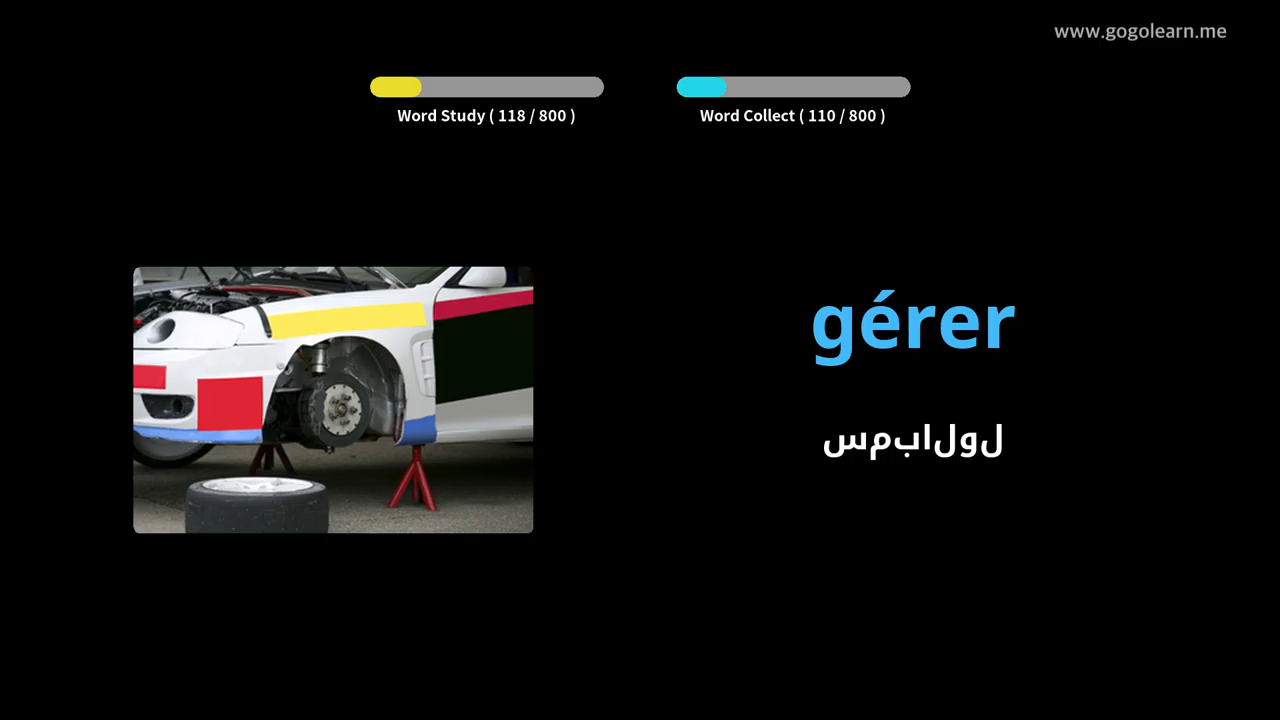 www.gogolearn.me
Word Study ( 118 / 800 )
Word Collect ( 110 / 800 )
gérer
لولابمس